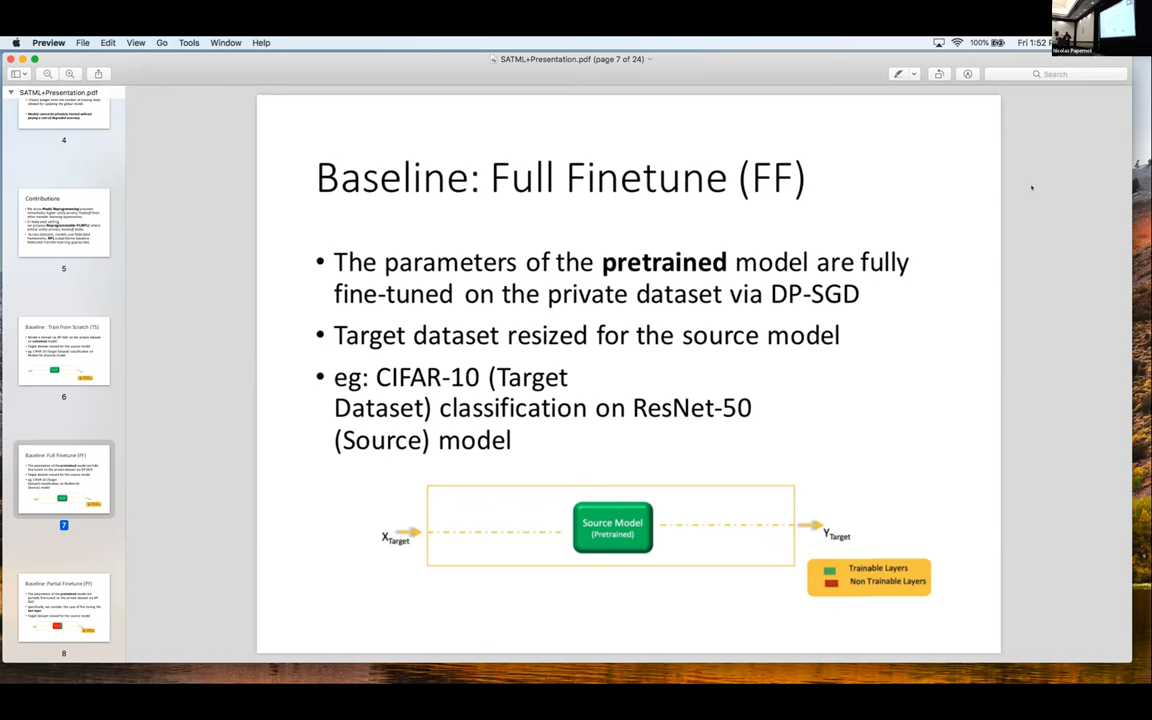 Preview File Edit View Go Tools Window Help
100% Fri 1:52
Nicolas Papernot
SATML+Presentation.pdf (page 7 of 24)
Search
SATML+Presentation.pdf
4
Contributions
5
Baseline : Train from Scratch (TS)
6
Baseline: Full Finetune (FF)
7
Baseline: Partial Finetune (FF)
8
Baseline: Full Finetune (FF)
• The parameters of the pretrained model are fully
fine-tuned on the private dataset via DP-SGD
• Target dataset resized for the source model
• eg: CIFAR-10 (Target
Dataset) classification on ResNet-50
(Source) model
XTarget
Source Model
(Pretrained)
YTarget
Trainable Layers
Non Trainable Layers